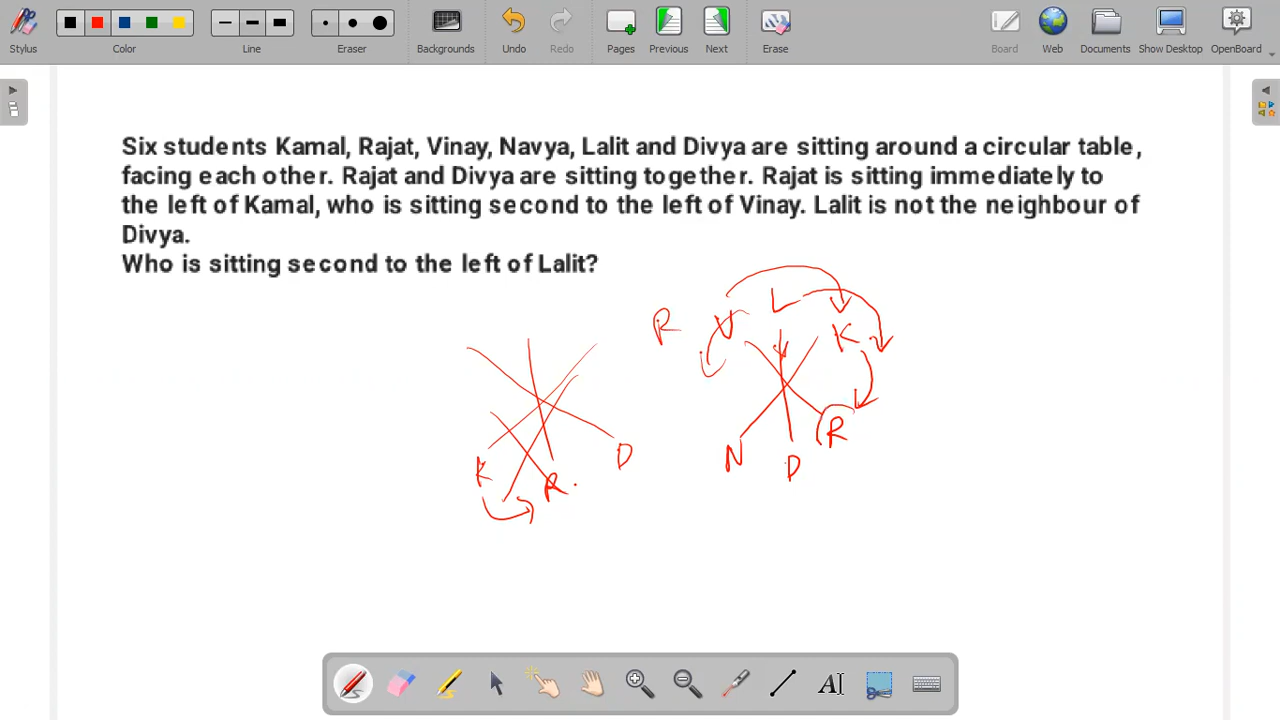 Stylus Color Line Eraser Backgrounds Undo Redo Pages Previous Next Erase Board Web Documents Show Desktop OpenBoard
Six students Kamal, Rajat, Vinay, Navya, Lalit and Divya are sitting around a circular table,
facing each other. Rajat and Divya are sitting together. Rajat is sitting immediately to
the left of Kamal, who is sitting second to the left of Vinay. Lalit is not the neighbour of
Divya.
Who is sitting second to the left of Lalit?
R V L K
K R D
N D R
AI